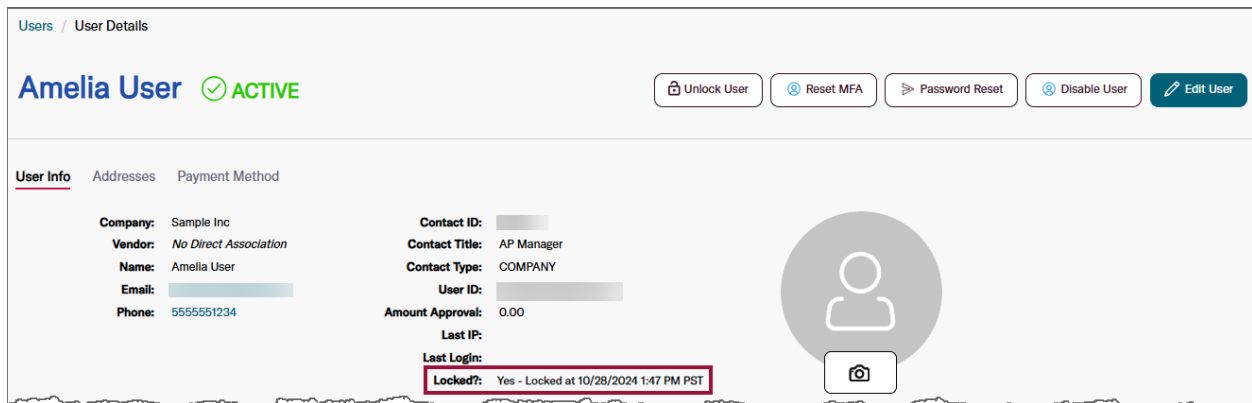 Users / User Details
Amelia User ACTIVE
Unlock User
Reset MFA
Password Reset
Disable User
Edit User
User Info Addresses Payment Method
Company: Sample Inc
Vendor: No Direct Association
Name: Amelia User
Email:
Phone: 5555551234
Contact ID:
Contact Title: AP Manager
Contact Type: COMPANY
User ID:
Amount Approval: 0.00
Last IP:
Last Login:
Locked?: Yes - Locked at 10/28/2024 1:47 PM PST